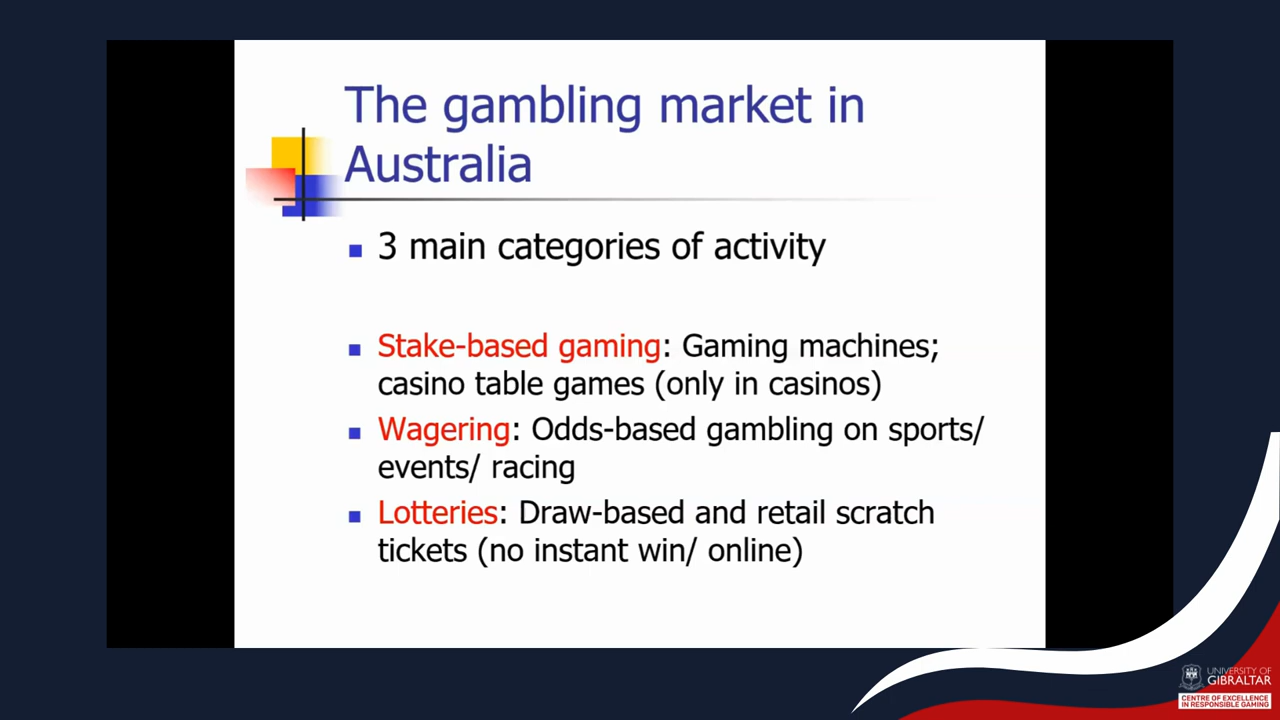 The gambling market in
Australia
3 main categories of activity
Stake-based gaming: Gaming machines;
casino table games (only in casinos)
Wagering: Odds-based gambling on sports/
events/ racing
Lotteries: Draw-based and retail scratch
tickets (no instant win/ online)
UNIVERSITY OF
GIBRALTAR
CENTRE OF EXCELLENCE
IN RESPONSIBLE GAMING